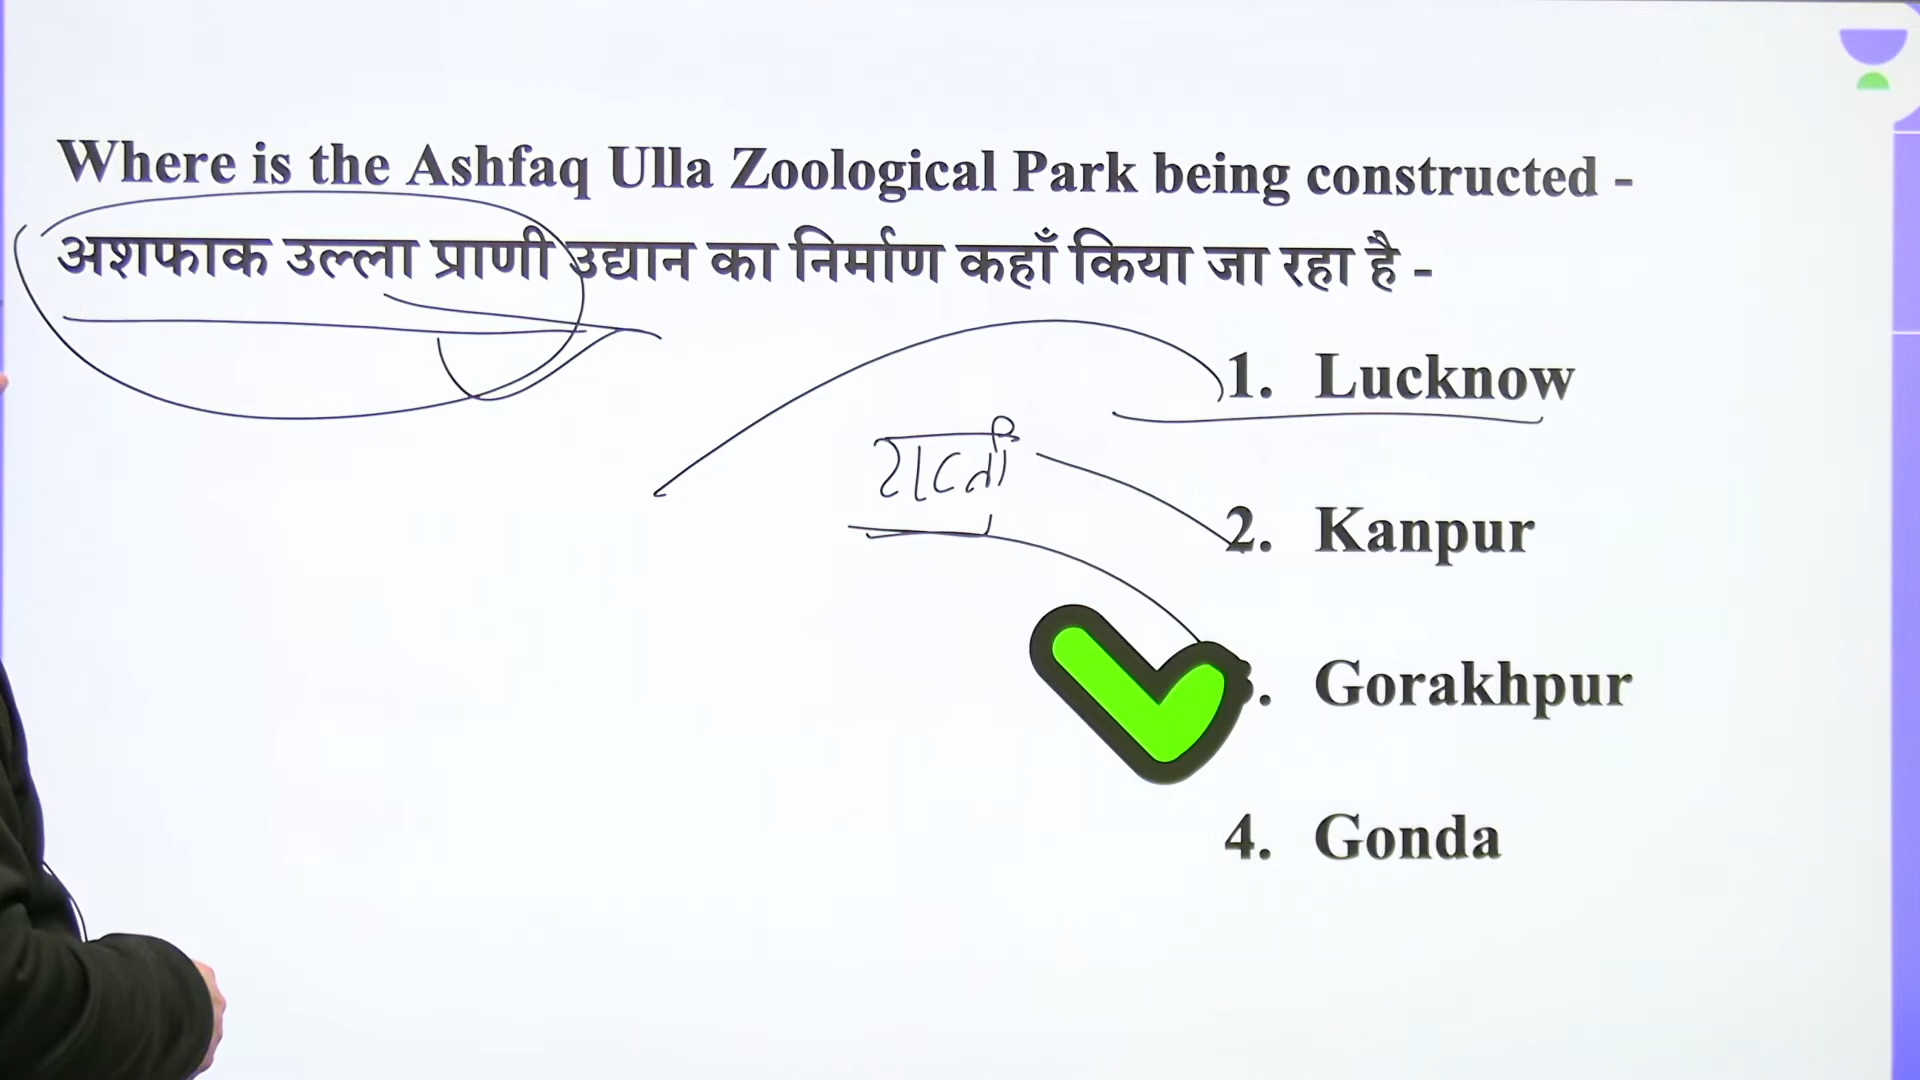 Where is the Ashfaq Ulla Zoological Park being constructed -
अशफाक उल्ला प्राणी उद्यान का निर्माण कहाँ किया जा रहा है -
1. Lucknow
2. Kanpur
3. Gorakhpur
4. Gonda